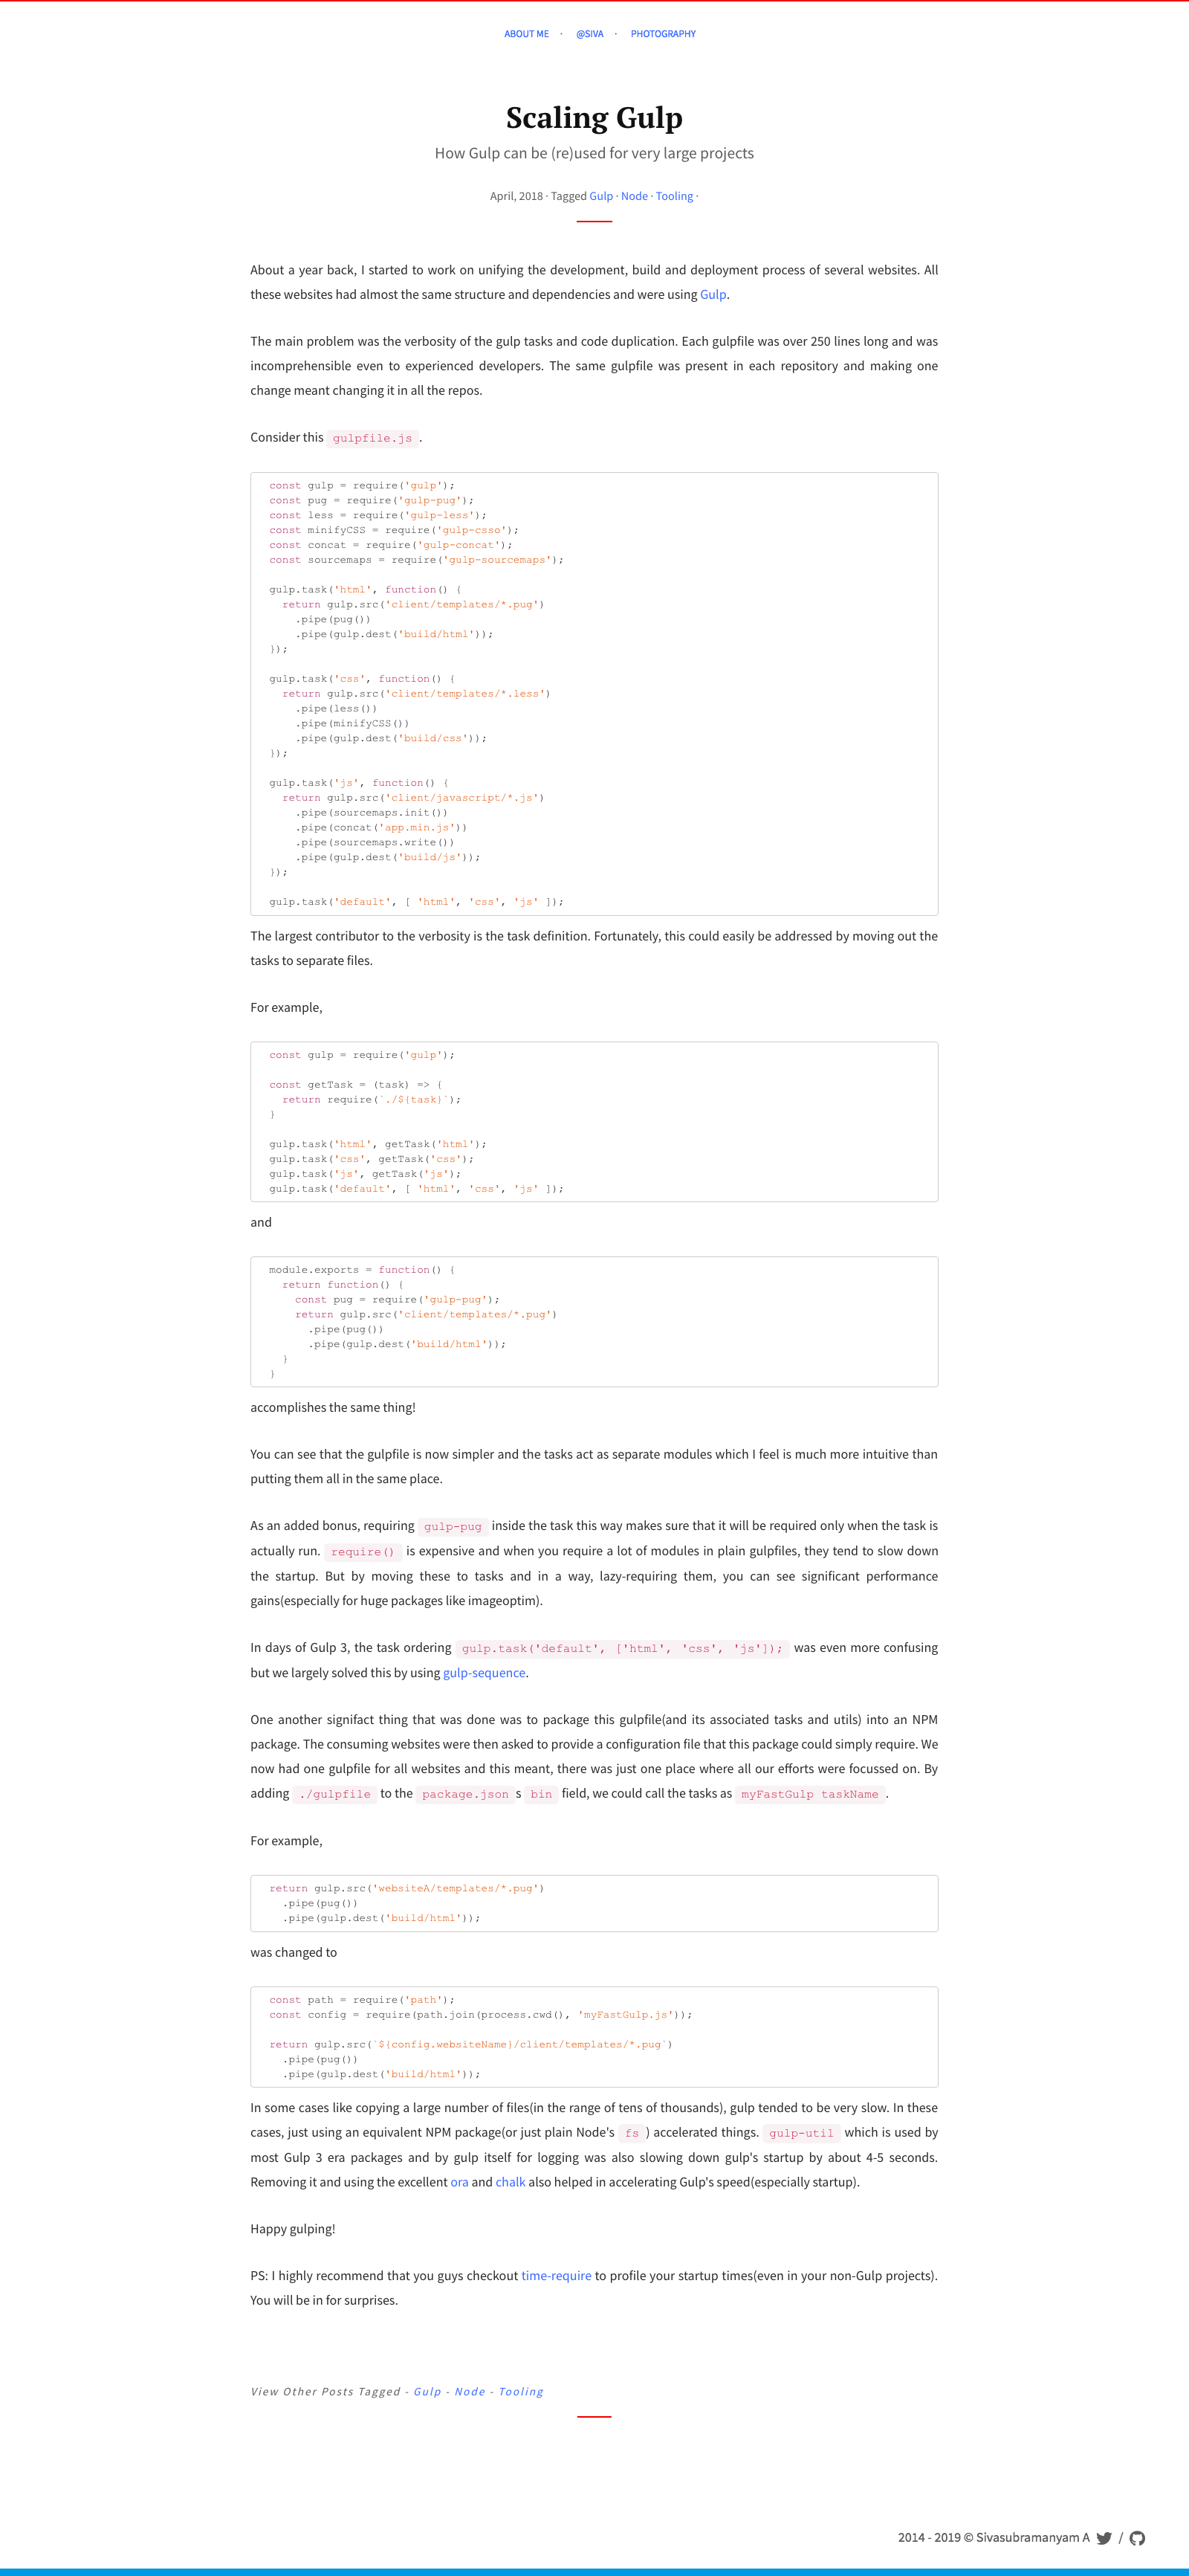 ABOUT ME · @SIVA · PHOTOGRAPHY
Scaling Gulp
How Gulp can be (re)used for very large projects
April, 2018 · Tagged Gulp · Node · Tooling ·
About a year back, I started to work on unifying the development, build and deployment process of several websites. All
these websites had almost the same structure and dependencies and were using Gulp.
The main problem was the verbosity of the gulp tasks and code duplication. Each gulpfile was over 250 lines long and was
incomprehensible even to experienced developers. The same gulpfile was present in each repository and making one
change meant changing it in all the repos.
Consider this gulpfile.js .
const gulp = require('gulp');
const pug = require('gulp-pug');
const less = require('gulp-less');
const minifyCSS = require('gulp-csso');
const concat = require('gulp-concat');
const sourcemaps = require('gulp-sourcemaps');
gulp.task('html', function() {
  return gulp.src('client/templates/*.pug')
    .pipe(pug())
    .pipe(gulp.dest('build/html'));
});
gulp.task('css', function() {
  return gulp.src('client/templates/*.less')
    .pipe(less())
    .pipe(minifyCSS())
    .pipe(gulp.dest('build/css'));
});
gulp.task('js', function() {
  return gulp.src('client/javascript/*.js')
    .pipe(sourcemaps.init())
    .pipe(concat('app.min.js'))
    .pipe(sourcemaps.write())
    .pipe(gulp.dest('build/js'));
});
gulp.task('default', [ 'html', 'css', 'js' ]);
The largest contributor to the verbosity is the task definition. Fortunately, this could easily be addressed by moving out the
tasks to separate files.
For example,
const gulp = require('gulp');
const getTask = (task) => {
  return require(`./${task}`);
}
gulp.task('html', getTask('html');
gulp.task('css', getTask('css');
gulp.task('js', getTask('js');
gulp.task('default', [ 'html', 'css', 'js' ]);
and
module.exports = function() {
  return function() {
    const pug = require('gulp-pug');
    return gulp.src('client/templates/*.pug')
      .pipe(pug())
      .pipe(gulp.dest('build/html'));
  }
}
accomplishes the same thing!
You can see that the gulpfile is now simpler and the tasks act as separate modules which I feel is much more intuitive than
putting them all in the same place.
As an added bonus, requiring gulp-pug inside the task this way makes sure that it will be required only when the task is
actually run. require() is expensive and when you require a lot of modules in plain gulpfiles, they tend to slow down
the startup. But by moving these to tasks and in a way, lazy-requiring them, you can see significant performance
gains(especially for huge packages like imageoptim).
In days of Gulp 3, the task ordering gulp.task('default', ['html', 'css', 'js']); was even more confusing
but we largely solved this by using gulp-sequence.
One another signifact thing that was done was to package this gulpfile(and its associated tasks and utils) into an NPM
package. The consuming websites were then asked to provide a configuration file that this package could simply require. We
now had one gulpfile for all websites and this meant, there was just one place where all our efforts were focussed on. By
adding ./gulpfile to the package.json s bin field, we could call the tasks as myFastGulp taskName .
For example,
return gulp.src('websiteA/templates/*.pug')
  .pipe(pug())
  .pipe(gulp.dest('build/html'));
was changed to
const path = require('path');
const config = require(path.join(process.cwd(), 'myFastGulp.js'));
return gulp.src(`${config.websiteName}/client/templates/*.pug`)
  .pipe(pug())
  .pipe(gulp.dest('build/html'));
In some cases like copying a large number of files(in the range of tens of thousands), gulp tended to be very slow. In these
cases, just using an equivalent NPM package(or just plain Node's fs ) accelerated things. gulp-util which is used by
most Gulp 3 era packages and by gulp itself for logging was also slowing down gulp's startup by about 4-5 seconds.
Removing it and using the excellent ora and chalk also helped in accelerating Gulp's speed(especially startup).
Happy gulping!
PS: I highly recommend that you guys checkout time-require to profile your startup times(even in your non-Gulp projects).
You will be in for surprises.
View Other Posts Tagged - Gulp - Node - Tooling
2014 - 2019 © Sivasubramanyam A /